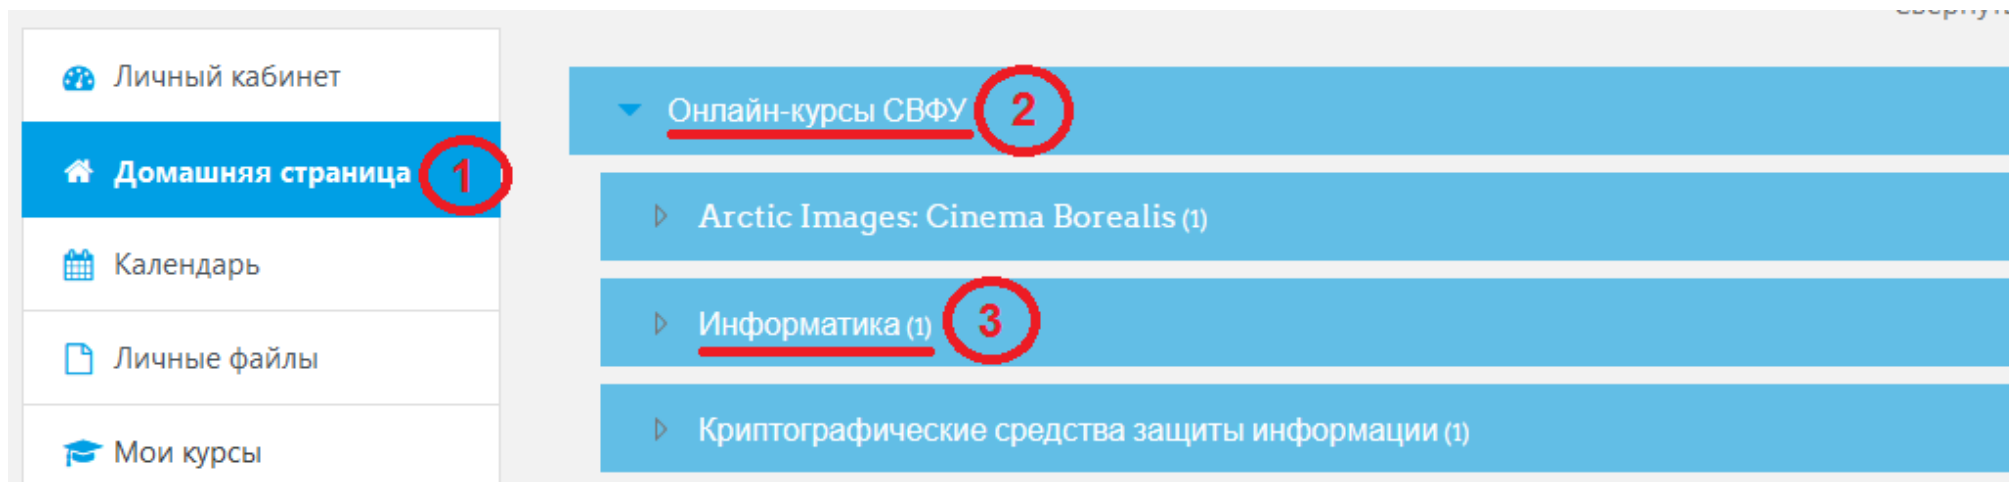 Личный кабинет
Домашняя страница 1
Календарь
Личные файлы
Мои курсы
Онлайн-курсы СВФУ 2
Arctic Images: Cinema Borealis (1)
Информатика (1) 3
Криптографические средства защиты информации (1)